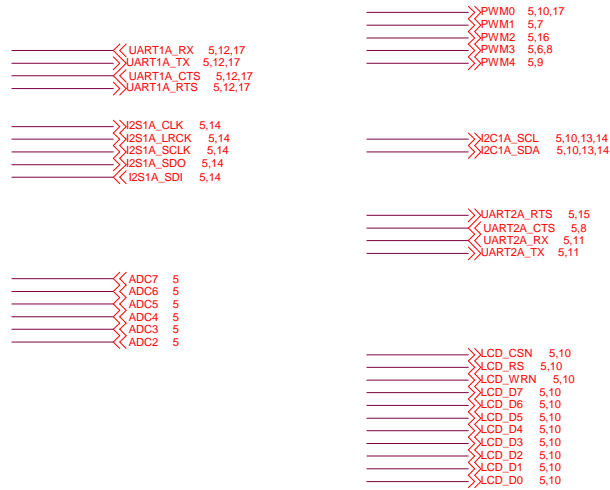 UART1A_RX 5,12,17
UART1A_TX 5,12,17
UART1A_CTS 5,12,17
UART1A_RTS 5,12,17
I2S1A_CLK 5,14
I2S1A_LRCK 5,14
I2S1A_SCLK 5,14
I2S1A_SDO 5,14
I2S1A_SDI 5,14
ADC7 5
ADC6 5
ADC5 5
ADC4 5
ADC3 5
ADC2 5
PWM0 5,10,17
PWM1 5,7
PWM2 5,16
PWM3 5,6,8
PWM4 5,9
I2C1A_SCL 5,10,13,14
I2C1A_SDA 5,10,13,14
UART2A_RTS 5,15
UART2A_CTS 5,8
UART2A_RX 5,11
UART2A_TX 5,11
LCD_CSN 5,10
LCD_RS 5,10
LCD_WRN 5,10
LCD_D7 5,10
LCD_D6 5,10
LCD_D5 5,10
LCD_D4 5,10
LCD_D3 5,10
LCD_D2 5,10
LCD_D1 5,10
LCD_D0 5,10